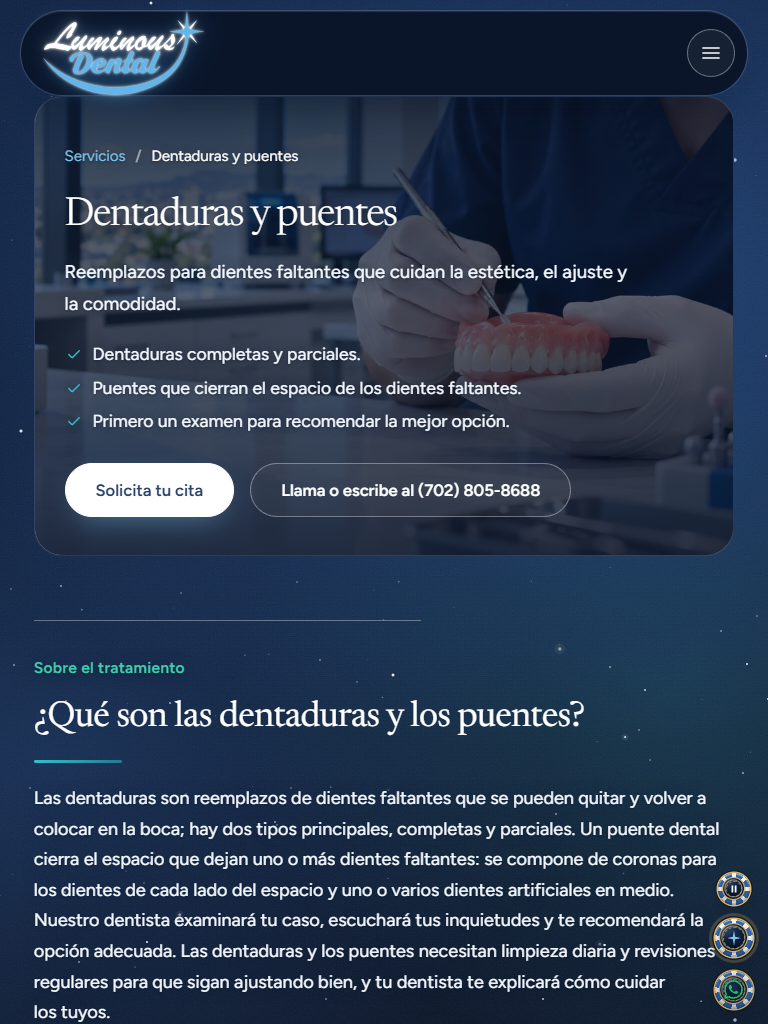 Luminous
Dental
Servicios / Dentaduras y puentes
Dentaduras y puentes
Reemplazos para dientes faltantes que cuidan la estética, el ajuste y
la comodidad.
Dentaduras completas y parciales.
Puentes que cierran el espacio de los dientes faltantes.
Primero un examen para recomendar la mejor opción.
Solicita tu cita
Llama o escribe al (702) 805-8688
Sobre el tratamiento
¿Qué son las dentaduras y los puentes?
Las dentaduras son reemplazos de dientes faltantes que se pueden quitar y volver a
colocar en la boca; hay dos tipos principales, completas y parciales. Un puente dental
cierra el espacio que dejan uno o más dientes faltantes: se compone de coronas para
los dientes de cada lado del espacio y uno o varios dientes artificiales en medio.
Nuestro dentista examinará tu caso, escuchará tus inquietudes y te recomendará la
opción adecuada. Las dentaduras y los puentes necesitan limpieza diaria y revisiones
regulares para que sigan ajustando bien, y tu dentista te explicará cómo cuidar
los tuyos.